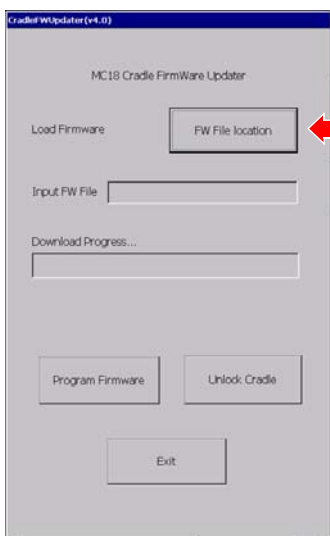 CradleFWUpdater(v4.0)
MC18 Cradle FirmWare Updater
Load Firmware
FW File location
Input FW File
Download Progress...
Program Firmware
Unlock Cradle
Exit